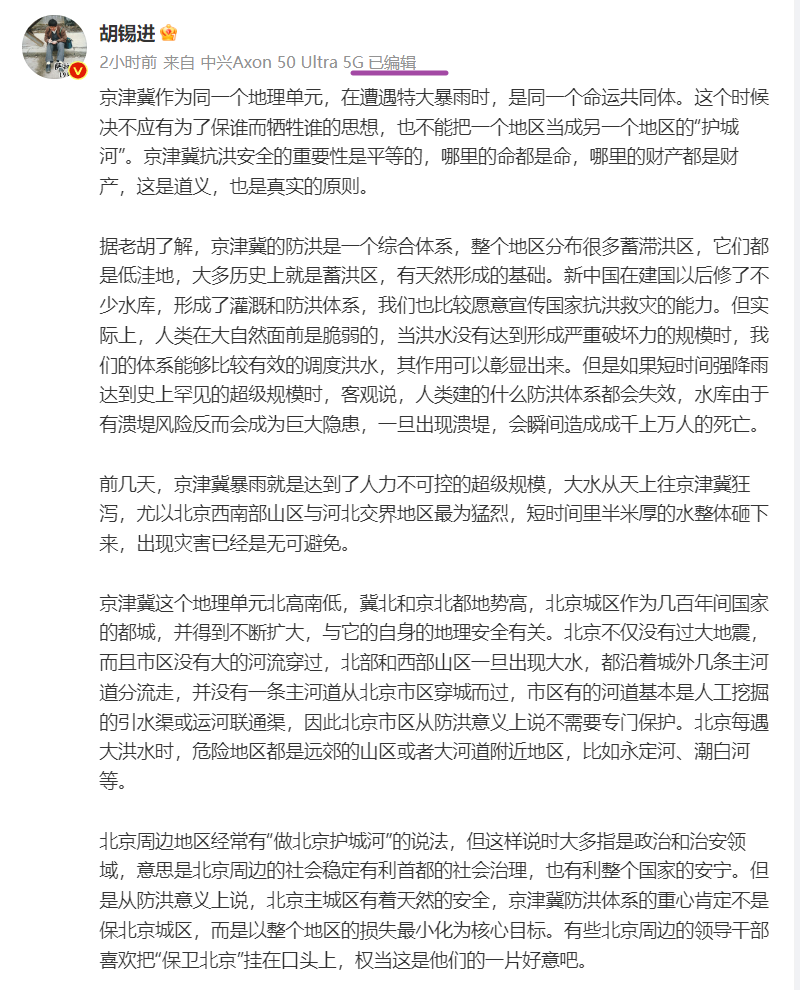 胡锡进
2小时前 来自 中兴Axon 50 Ultra 5G 已编辑
京津冀作为同一个地理单元，在遭遇特大暴雨时，是同一个命运共同体。这个时候
决不应有为了保谁而牺牲谁的思想，也不能把一个地区当成另一个地区的“护城
河”。京津冀抗洪安全的重要性是平等的，哪里的命都是命，哪里的财产都是财
产，这是道义，也是真实的原则。
据老胡了解，京津冀的防洪是一个综合体系，整个地区分布很多蓄滞洪区，它们都
是低洼地，大多历史上就是蓄洪区，有天然形成的基础。新中国在建国以后修了不
少水库，形成了灌溉和防洪体系，我们也比较愿意宣传国家抗洪救灾的能力。但实
际上，人类在大自然面前是脆弱的，当洪水没有达到形成严重破坏力的规模时，我
们的体系能够比较有效的调度洪水，其作用可以彰显出来。但是如果短时间强降雨
达到史上罕见的超级规模时，客观说，人类建的什么防洪体系都会失效，水库由于
有溃堤风险反而会成为巨大隐患，一旦出现溃堤，会瞬间造成成千上万人的死亡。
前几天，京津冀暴雨就是达到了人力不可控的超级规模，大水从天上往京津冀狂
泻，尤以北京西南部山区与河北交界地区最为猛烈，短时间里半米厚的水整体砸下
来，出现灾害已经是无可避免。
京津冀这个地理单元北高南低，冀北和京北都地势高，北京城区作为几百年间国家
的都城，并得到不断扩大，与它的自身的地理安全有关。北京不仅没有过大地震，
而且市区没有大的河流穿过，北部和西部山区一旦出现大水，都沿着城外几条主河
道分流走，并没有一条主河道从北京市区穿城而过，市区有的河道基本是人工挖掘
的引水渠或运河联通渠，因此北京市区从防洪意义上说不需要专门保护。北京每遇
大洪水时，危险地区都是远郊的山区或者大河道附近地区，比如永定河、潮白河
等。
北京周边地区经常有“做北京护城河”的说法，但这样说时大多指是政治和治安领
域，意思是北京周边的社会稳定有利首都的社会治理，也有利整个国家的安宁。但
是从防洪意义上说，北京主城区有着天然的安全，京津冀防洪体系的重心肯定不是
保北京城区，而是以整个地区的损失最小化为核心目标。有些北京周边的领导干部
喜欢把“保卫北京”挂在口头上，权当这是他们的一片好意吧。